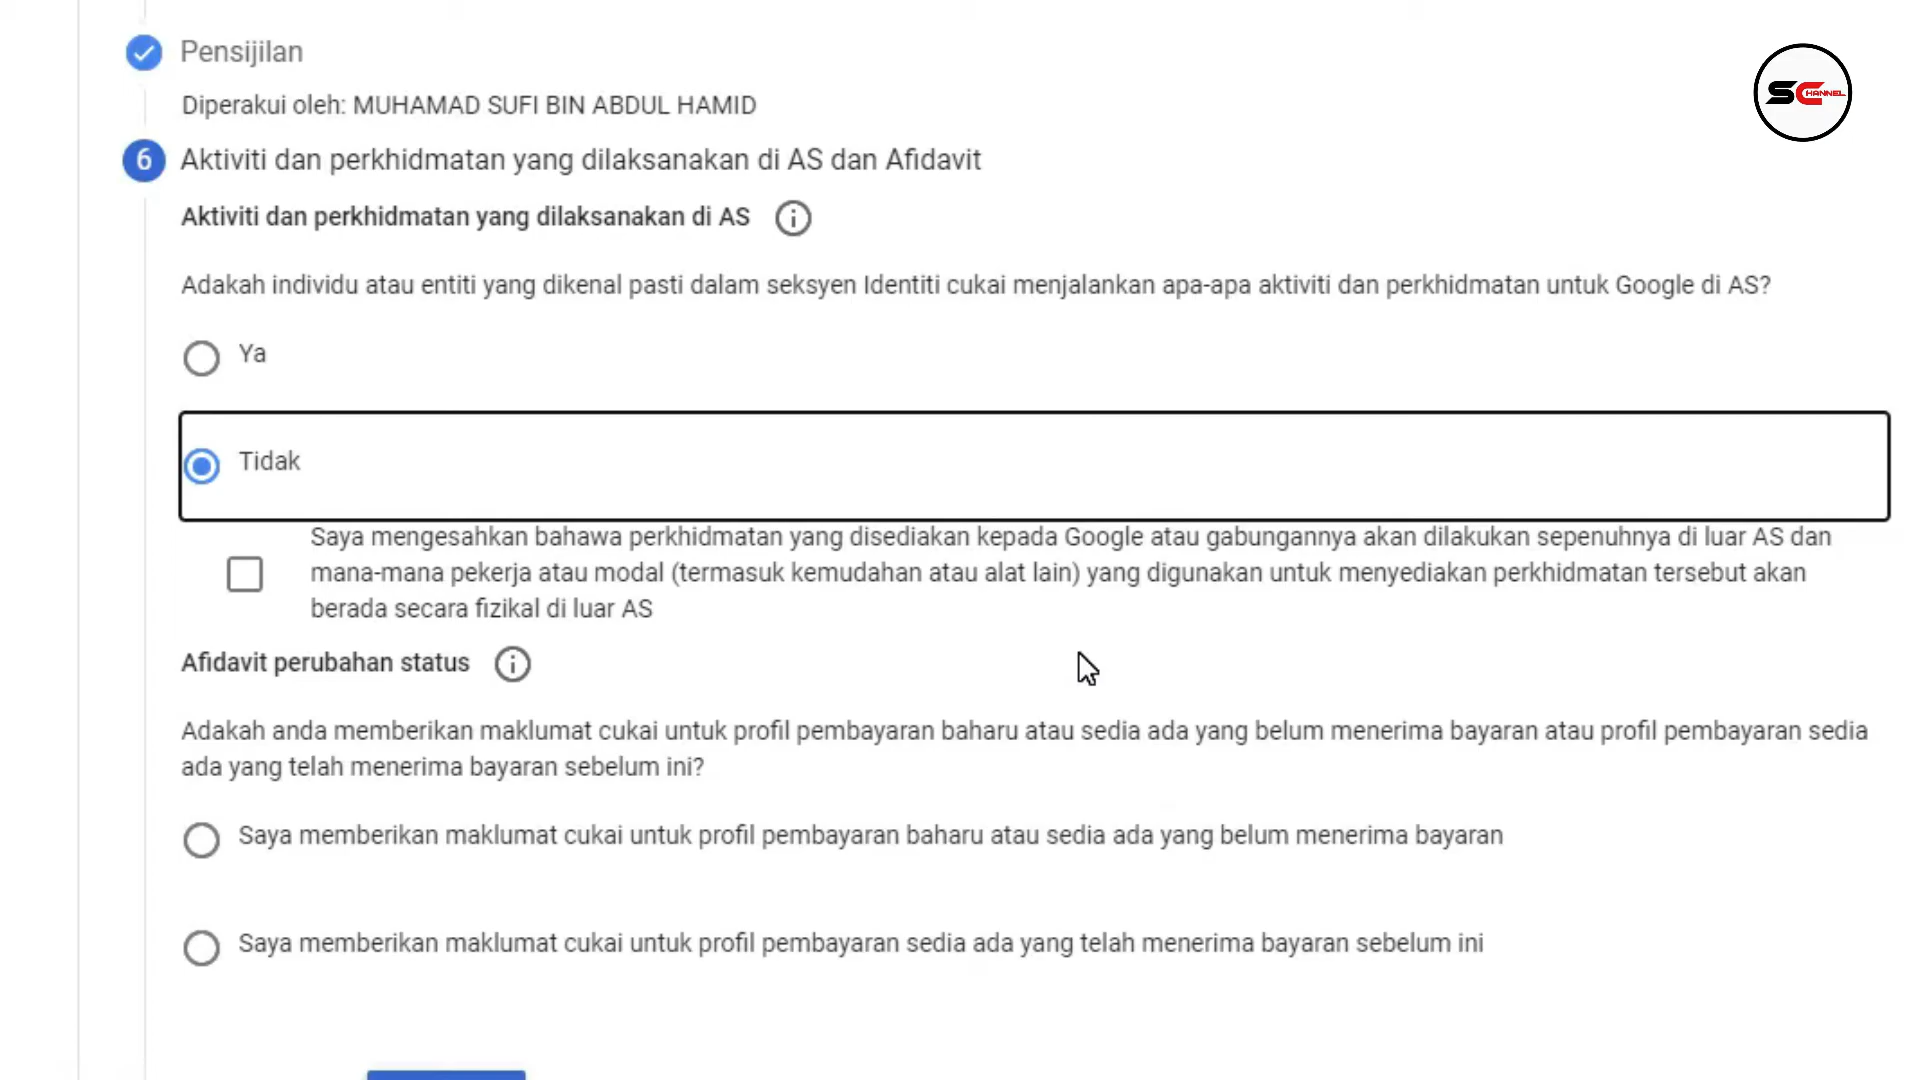 Pensijilan
Diperakui oleh: MUHAMAD SUFI BIN ABDUL HAMID
6 Aktiviti dan perkhidmatan yang dilaksanakan di AS dan Afidavit
Aktiviti dan perkhidmatan yang dilaksanakan di AS
Adakah individu atau entiti yang dikenal pasti dalam seksyen Identiti cukai menjalankan apa-apa aktiviti dan perkhidmatan untuk Google di AS?
Ya
Tidak
Saya mengesahkan bahawa perkhidmatan yang disediakan kepada Google atau gabungannya akan dilakukan sepenuhnya di luar AS dan
mana-mana pekerja atau modal (termasuk kemudahan atau alat lain) yang digunakan untuk menyediakan perkhidmatan tersebut akan
berada secara fizikal di luar AS
Afidavit perubahan status
Adakah anda memberikan maklumat cukai untuk profil pembayaran baharu atau sedia ada yang belum menerima bayaran atau profil pembayaran sedia
ada yang telah menerima bayaran sebelum ini?
Saya memberikan maklumat cukai untuk profil pembayaran baharu atau sedia ada yang belum menerima bayaran
Saya memberikan maklumat cukai untuk profil pembayaran sedia ada yang telah menerima bayaran sebelum ini
SCHANNEL